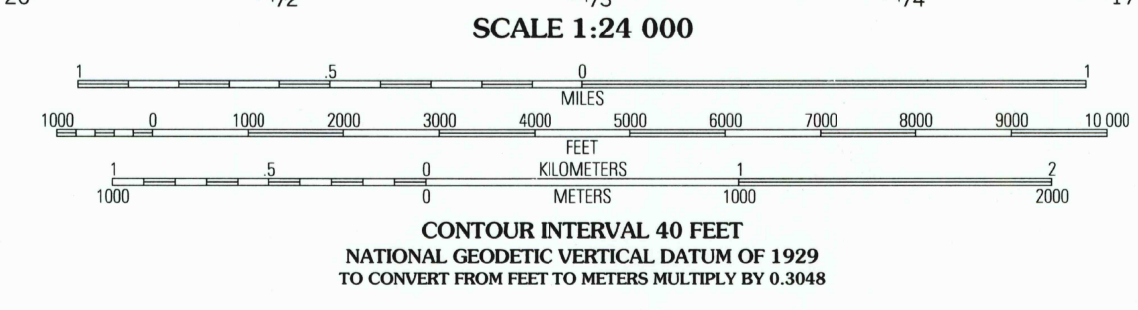 SCALE 1:24 000
1 .5 0 1
MILES
1000 0 1000 2000 3000 4000 5000 6000 7000 8000 9000 10 000
FEET
1 .5 0 KILOMETERS 1 2
1000 0 METERS 1000 2000
CONTOUR INTERVAL 40 FEET
NATIONAL GEODETIC VERTICAL DATUM OF 1929
TO CONVERT FROM FEET TO METERS MULTIPLY BY 0.3048